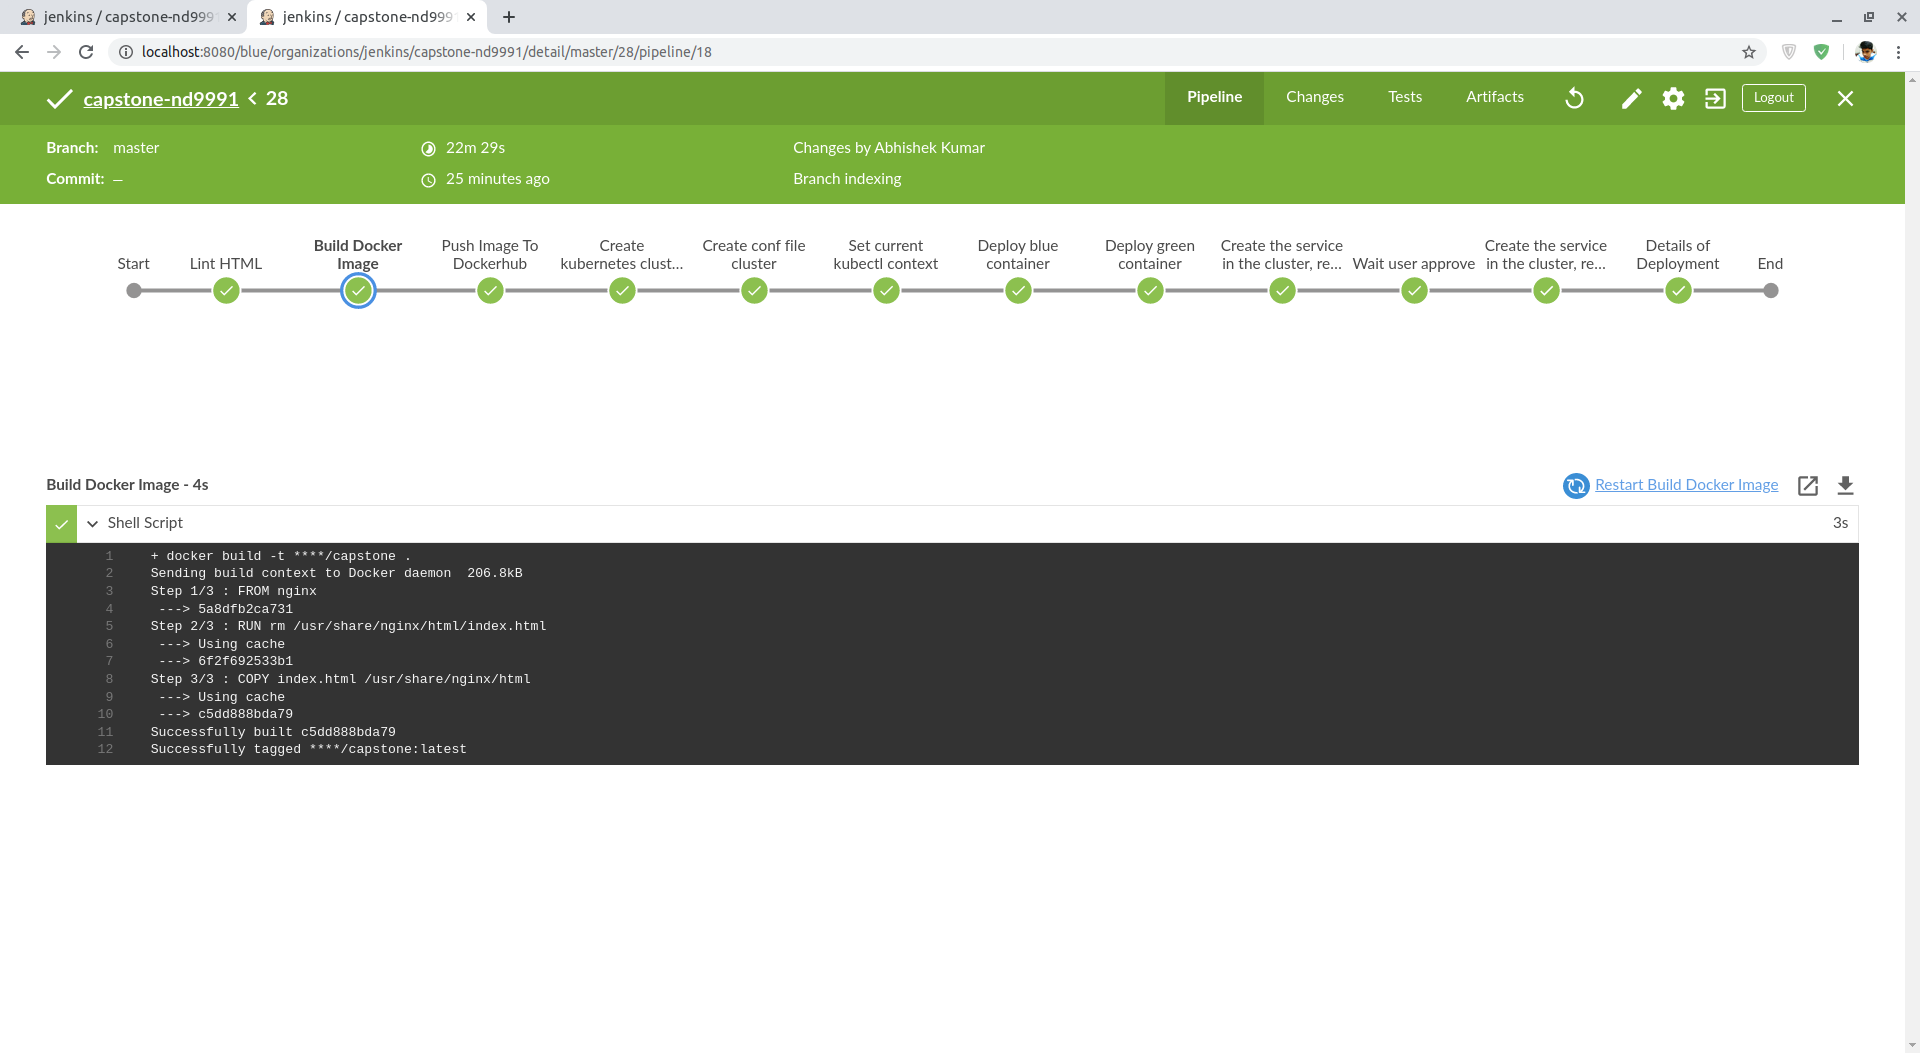 jenkins / capstone-nd9991
jenkins / capstone-nd9991
localhost:8080/blue/organizations/jenkins/capstone-nd9991/detail/master/28/pipeline/18
capstone-nd9991 < 28
Pipeline Changes Tests Artifacts Logout
Branch: master 22m 29s Changes by Abhishek Kumar
Commit: — 25 minutes ago Branch indexing
Start
Lint HTML
Build Docker
Image
Push Image To
Dockerhub
Create
kubernetes clust...
Create conf file
cluster
Set current
kubectl context
Deploy blue
container
Deploy green
container
Create the service
in the cluster, re...
Wait user approve
Create the service
in the cluster, re...
Details of
Deployment
End
Build Docker Image - 4s
Restart Build Docker Image
Shell Script 3s
1 + docker build -t ****/capstone .
2 Sending build context to Docker daemon  206.8kB
3 Step 1/3 : FROM nginx
4 ---> 5a8dfb2ca731
5 Step 2/3 : RUN rm /usr/share/nginx/html/index.html
6 ---> Using cache
7 ---> 6f2f692533b1
8 Step 3/3 : COPY index.html /usr/share/nginx/html
9 ---> Using cache
10 ---> c5dd888bda79
11 Successfully built c5dd888bda79
12 Successfully tagged ****/capstone:latest